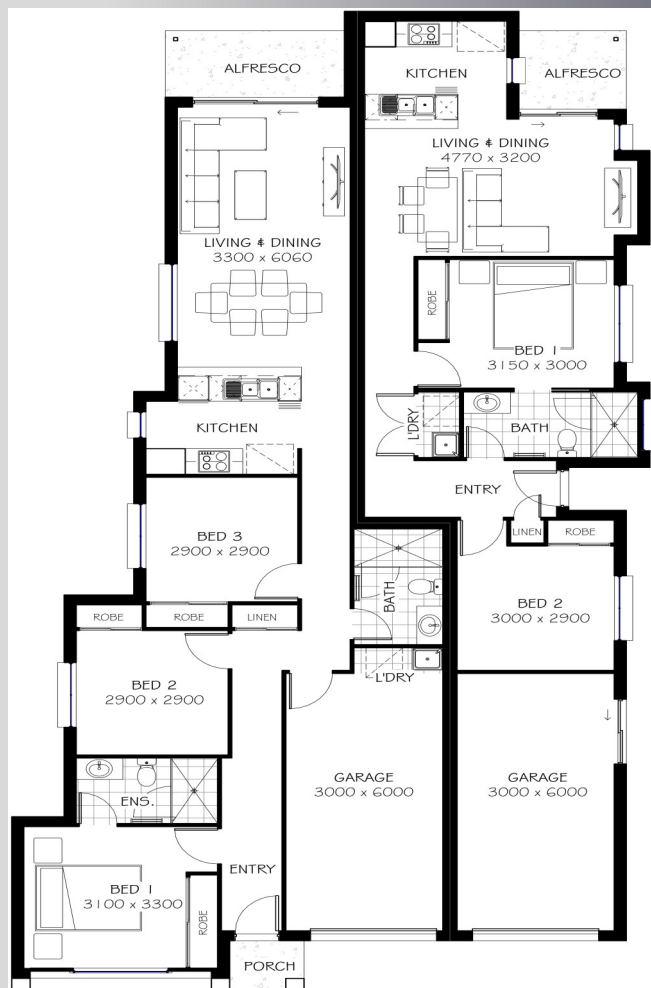 ALFRESCO
LIVING & DINING
3300 x 6060
KITCHEN
BED 3
2900 x 2900
ROBE
ROBE
LINEN
BED 2
2900 x 2900
ENS.
BED 1
3100 x 3300
ROBE
ENTRY
PORCH
BATH
L'DRY
GARAGE
3000 x 6000
KITCHEN
ALFRESCO
LIVING & DINING
4770 x 3200
ROBE
BED 1
3150 x 3000
L'DRY
BATH
ENTRY
LINEN
ROBE
BED 2
3000 x 2900
GARAGE
3000 x 6000